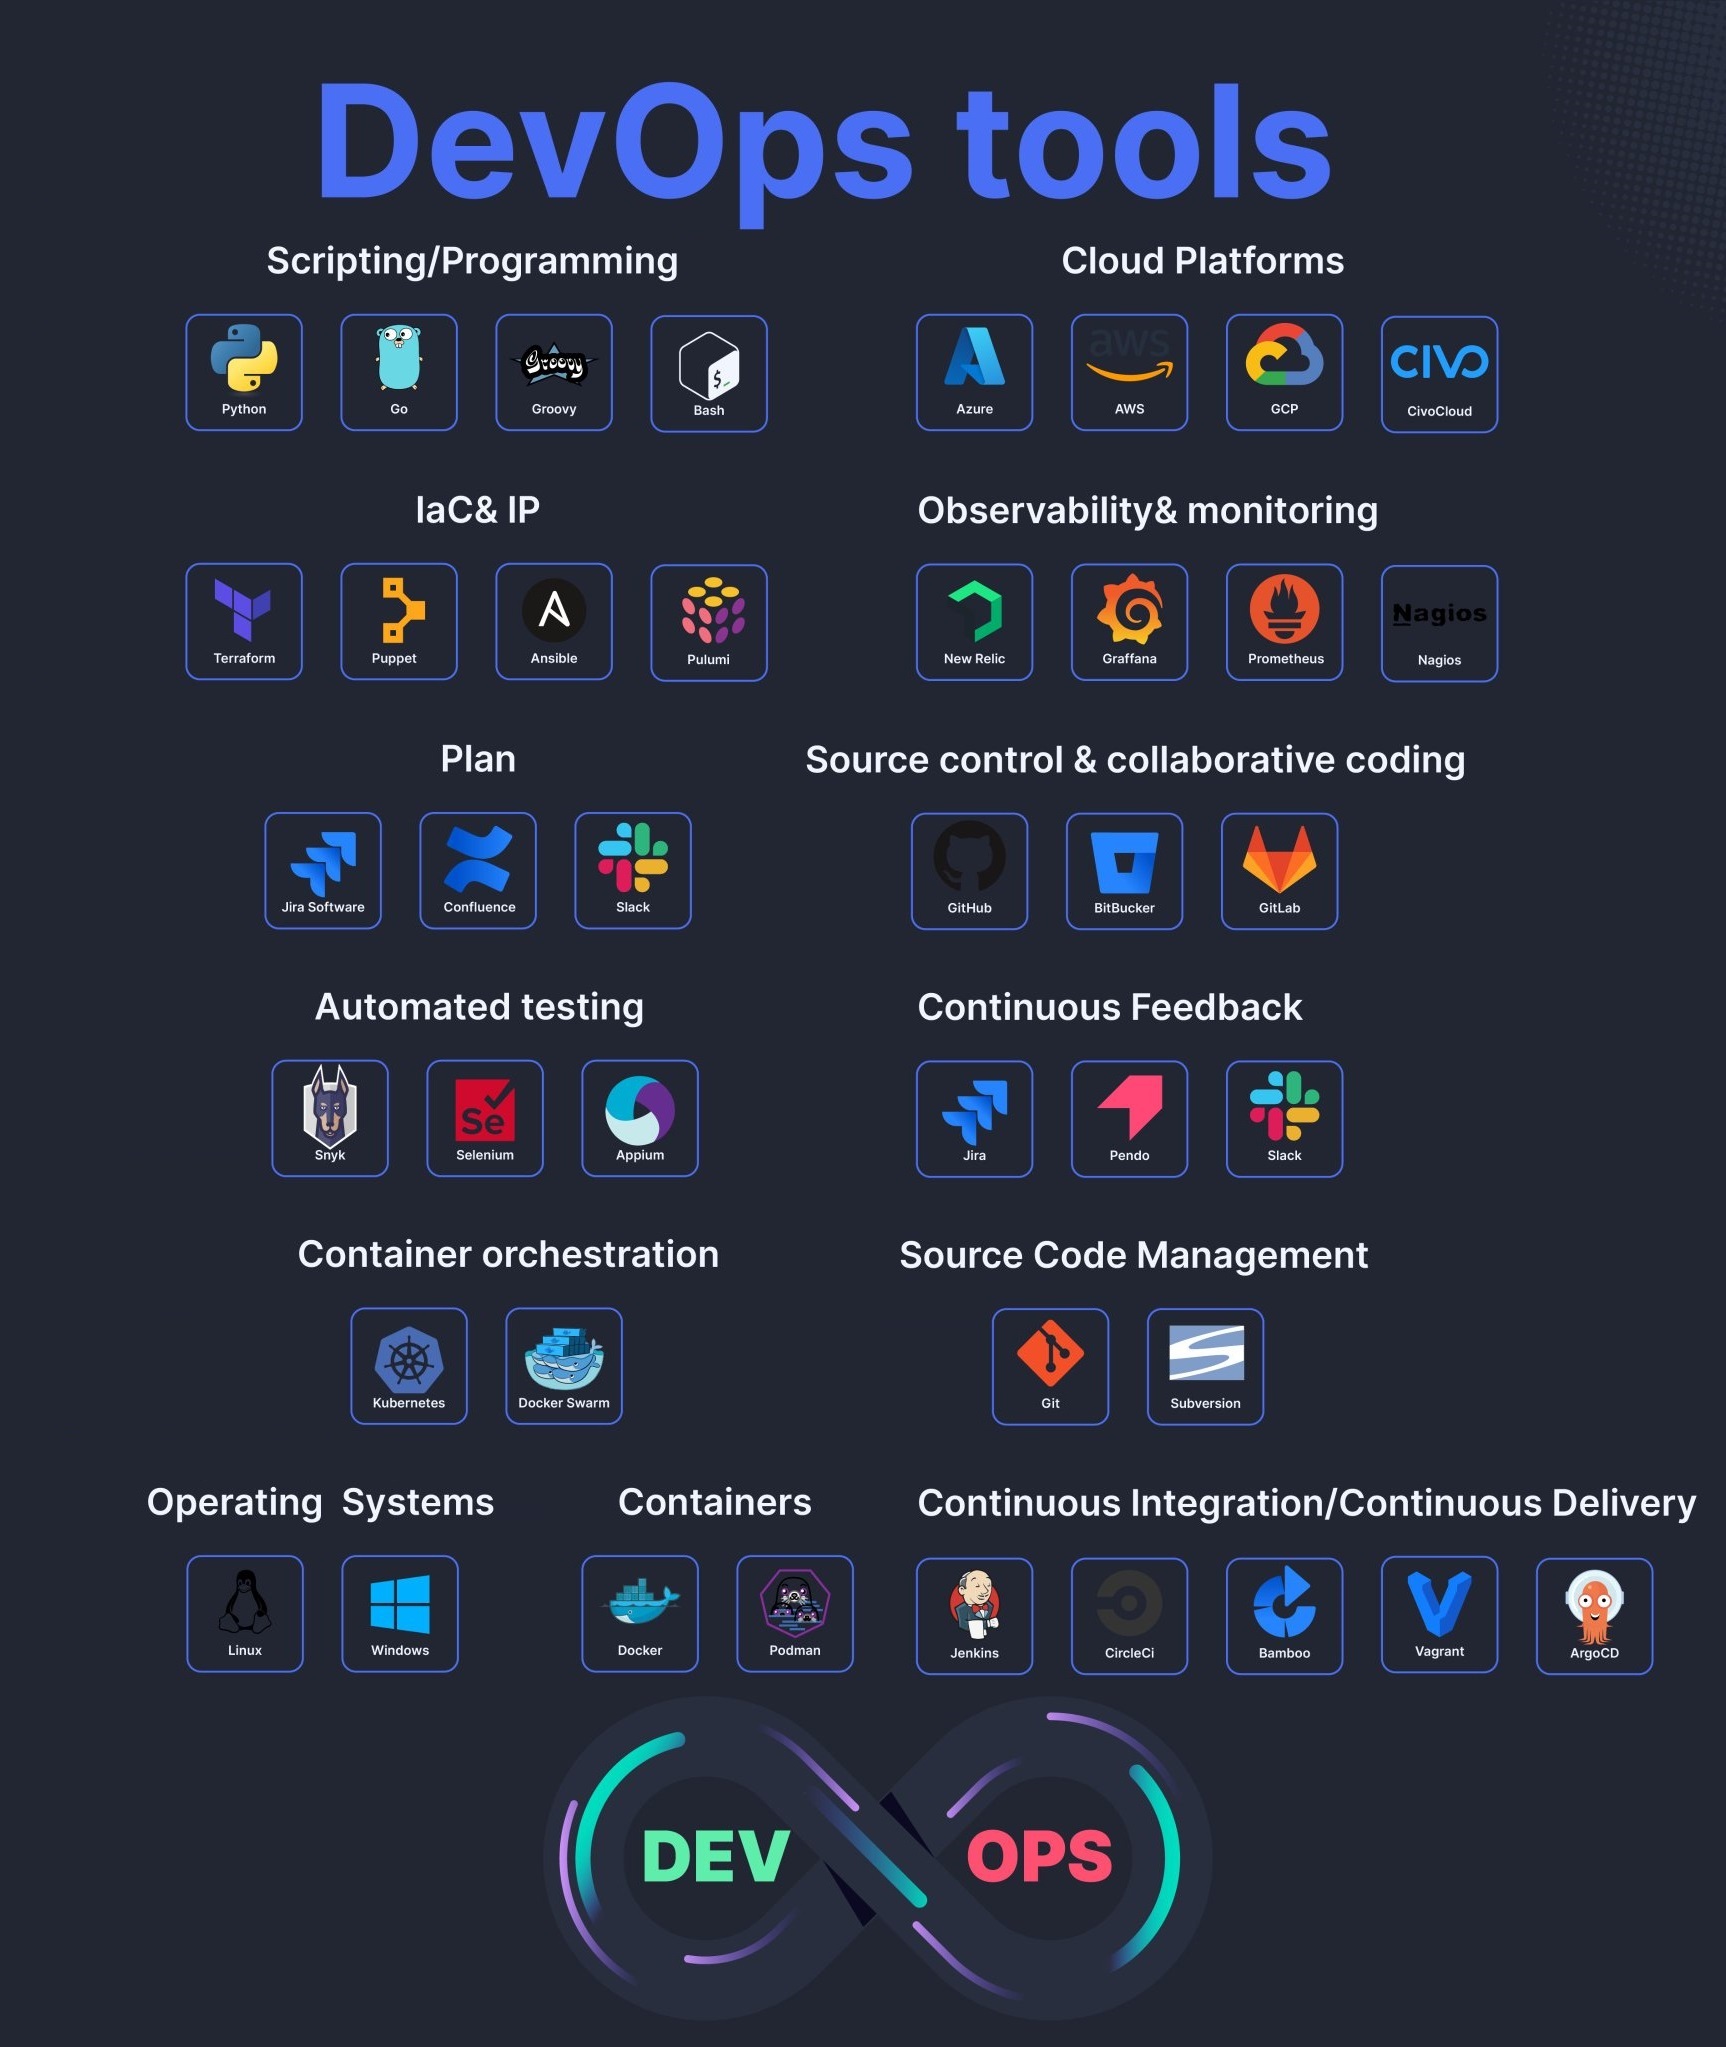 DevOps tools
Scripting/Programming
Cloud Platforms
Groovy
$_
aws
CIVO
Python
Go
Groovy
Bash
Azure
AWS
GCP
CivoCloud
IaC& IP
Observability& monitoring
Nagios
Terraform
Puppet
Ansible
Pulumi
New Relic
Graffana
Prometheus
Nagios
Plan
Source control & collaborative coding
Jira Software
Confluence
Slack
GitHub
BitBucker
GitLab
Automated testing
Continuous Feedback
Se
Snyk
Selenium
Appium
Jira
Pendo
Slack
Container orchestration
Source Code Management
Kubernetes
Docker Swarm
Git
Subversion
Operating Systems
Containers
Continuous Integration/Continuous Delivery
Linux
Windows
Docker
Podman
Jenkins
CircleCi
Bamboo
Vagrant
ArgoCD
DEV
OPS